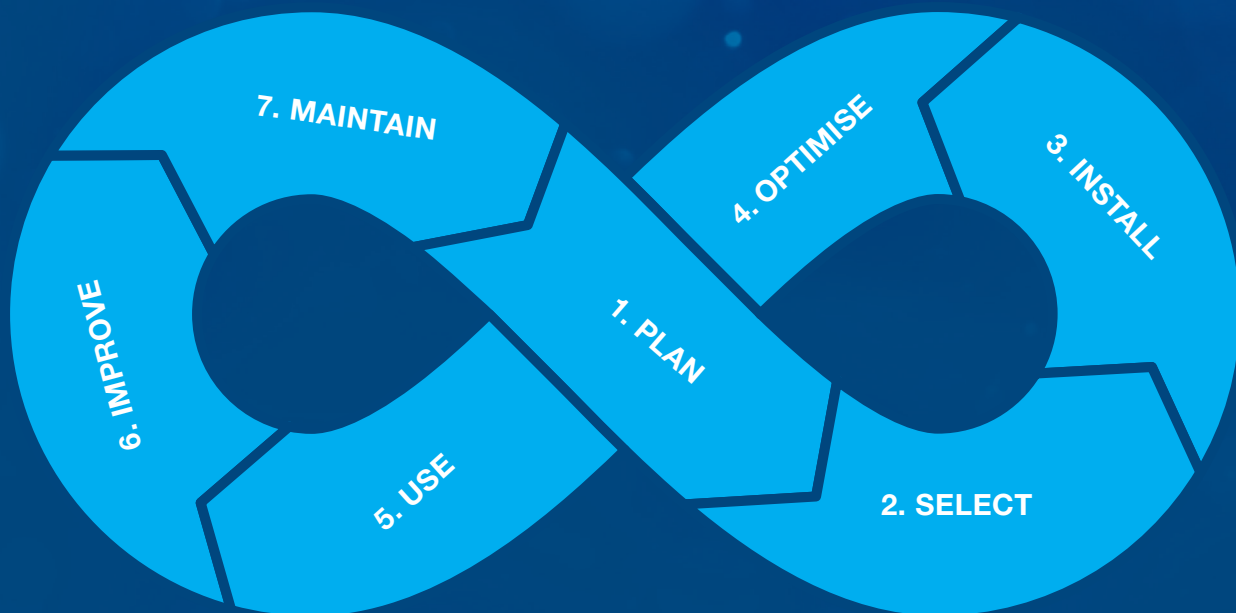 1. PLAN
2. SELECT
3. INSTALL
4. OPTIMISE
5. USE
6. IMPROVE
7. MAINTAIN